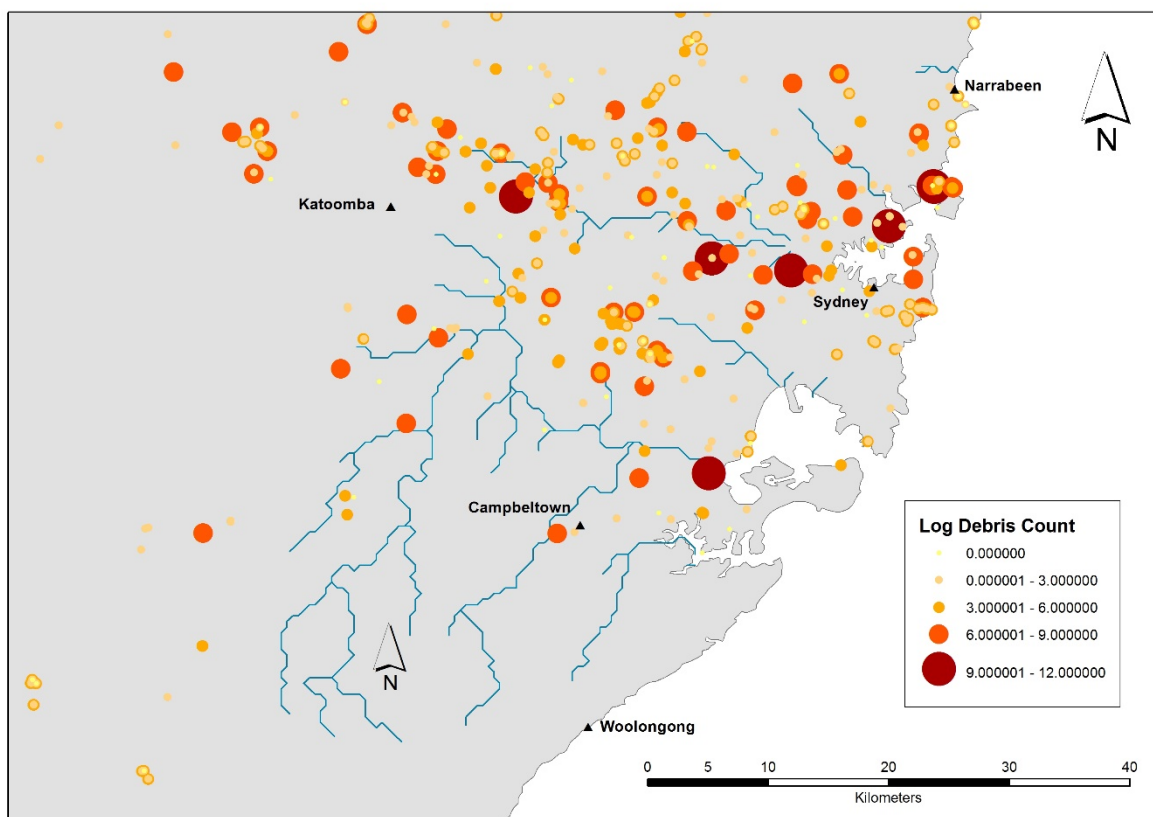 Narrabeen
N
Katoomba
Sydney
Campbeltown
Log Debris Count
0.000000
0.000001 - 3.000000
3.000001 - 6.000000
6.000001 - 9.000000
9.000001 - 12.000000
N
Woolongong
0 5 10 20 30 40
Kilometers